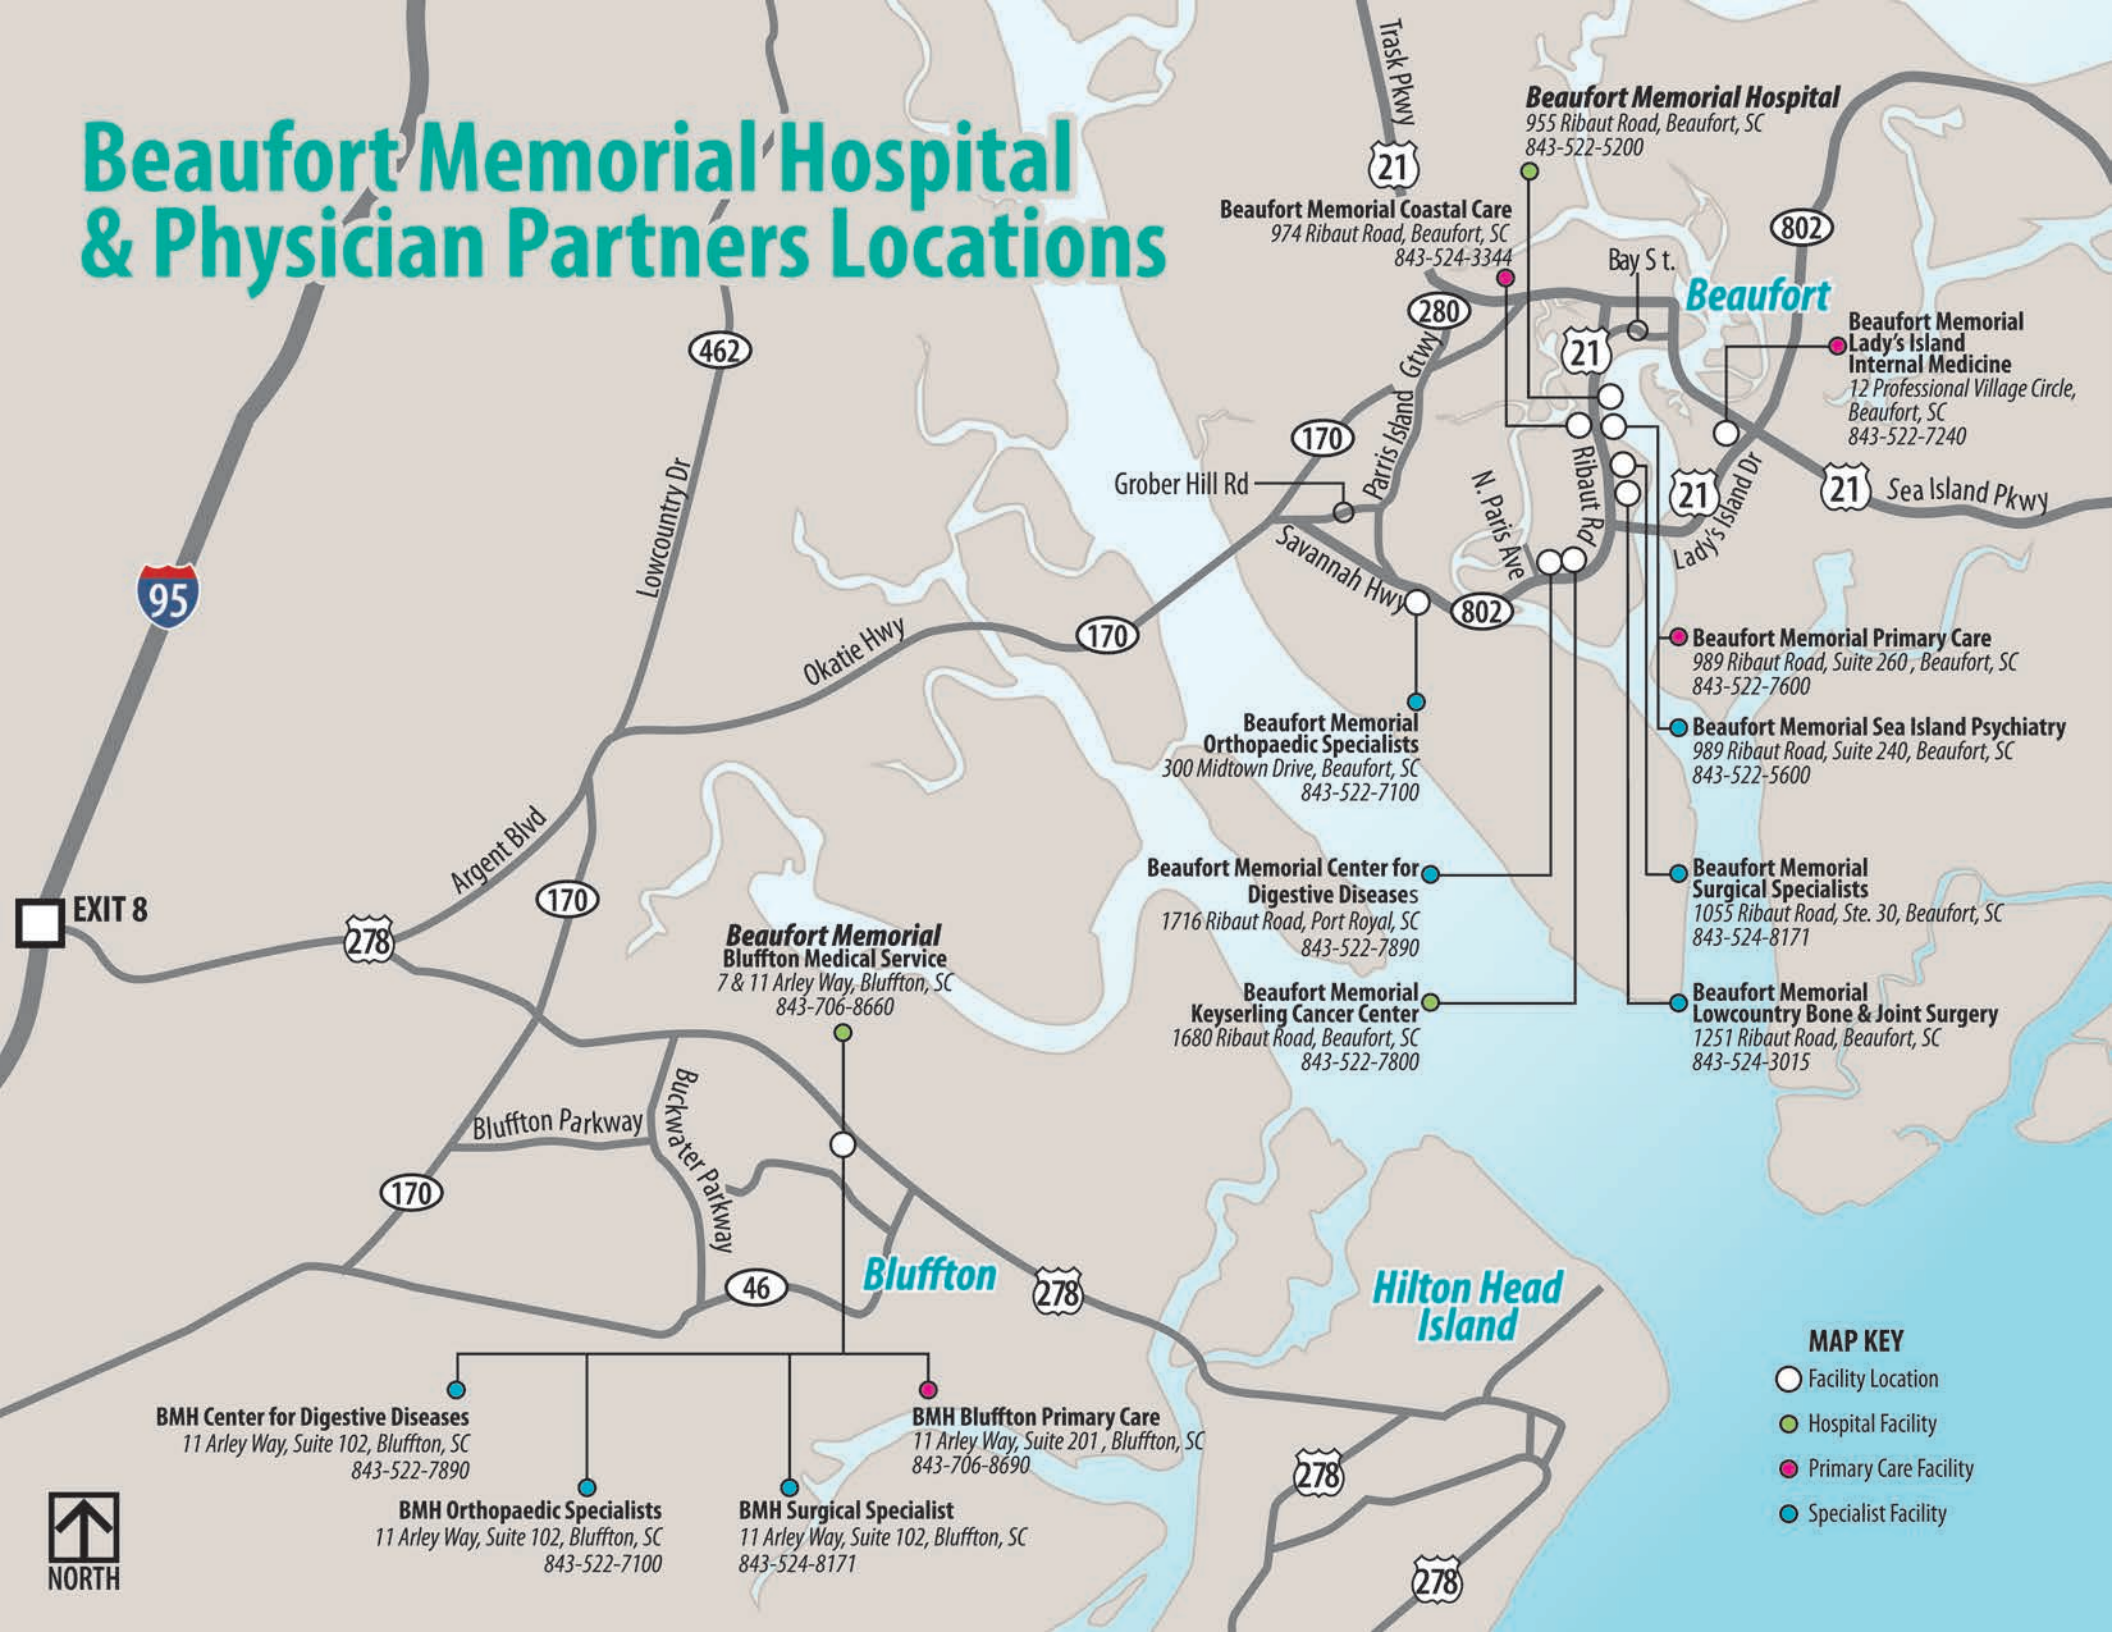 Beaufort Memorial Hospital
& Physician Partners Locations
Trask Pkwy
21
Beaufort Memorial Hospital
955 Ribaut Road, Beaufort, SC
843-522-5200
Beaufort Memorial Coastal Care
974 Ribaut Road, Beaufort, SC
843-524-3344
802
Bay S t.
Beaufort
280
21
462
Beaufort Memorial
Lady's Island
Internal Medicine
12 Professional Village Circle,
Beaufort, SC
843-522-7240
170
Parris Island Gtwy
Grober Hill Rd
Lowcountry Dr
N. Paris Ave
Ribaut Rd
21
Lady's Island Dr
21
Sea Island Pkwy
Savannah Hwy
802
95
170
Okatie Hwy
Beaufort Memorial Primary Care
989 Ribaut Road, Suite 260 , Beaufort, SC
843-522-7600
Beaufort Memorial
Orthopaedic Specialists
300 Midtown Drive, Beaufort, SC
843-522-7100
Beaufort Memorial Sea Island Psychiatry
989 Ribaut Road, Suite 240, Beaufort, SC
843-522-5600
Argent Blvd
Beaufort Memorial Center for
Digestive Diseases
1716 Ribaut Road, Port Royal, SC
843-522-7890
Beaufort Memorial
Surgical Specialists
1055 Ribaut Road, Ste. 30, Beaufort, SC
843-524-8171
EXIT 8
170
278
Beaufort Memorial
Bluffton Medical Service
7 & 11 Arley Way, Bluffton, SC
843-706-8660
Beaufort Memorial
Keyserling Cancer Center
1680 Ribaut Road, Beaufort, SC
843-522-7800
Beaufort Memorial
Lowcountry Bone & Joint Surgery
1251 Ribaut Road, Beaufort, SC
843-524-3015
Bluffton Parkway
Buckwater Parkway
170
46
Bluffton
278
Hilton Head
Island
MAP KEY
Facility Location
Hospital Facility
Primary Care Facility
Specialist Facility
BMH Center for Digestive Diseases
11 Arley Way, Suite 102, Bluffton, SC
843-522-7890
BMH Bluffton Primary Care
11 Arley Way, Suite 201 , Bluffton, SC
843-706-8690
278
BMH Orthopaedic Specialists
11 Arley Way, Suite 102, Bluffton, SC
843-522-7100
BMH Surgical Specialist
11 Arley Way, Suite 102, Bluffton, SC
843-524-8171
278
NORTH